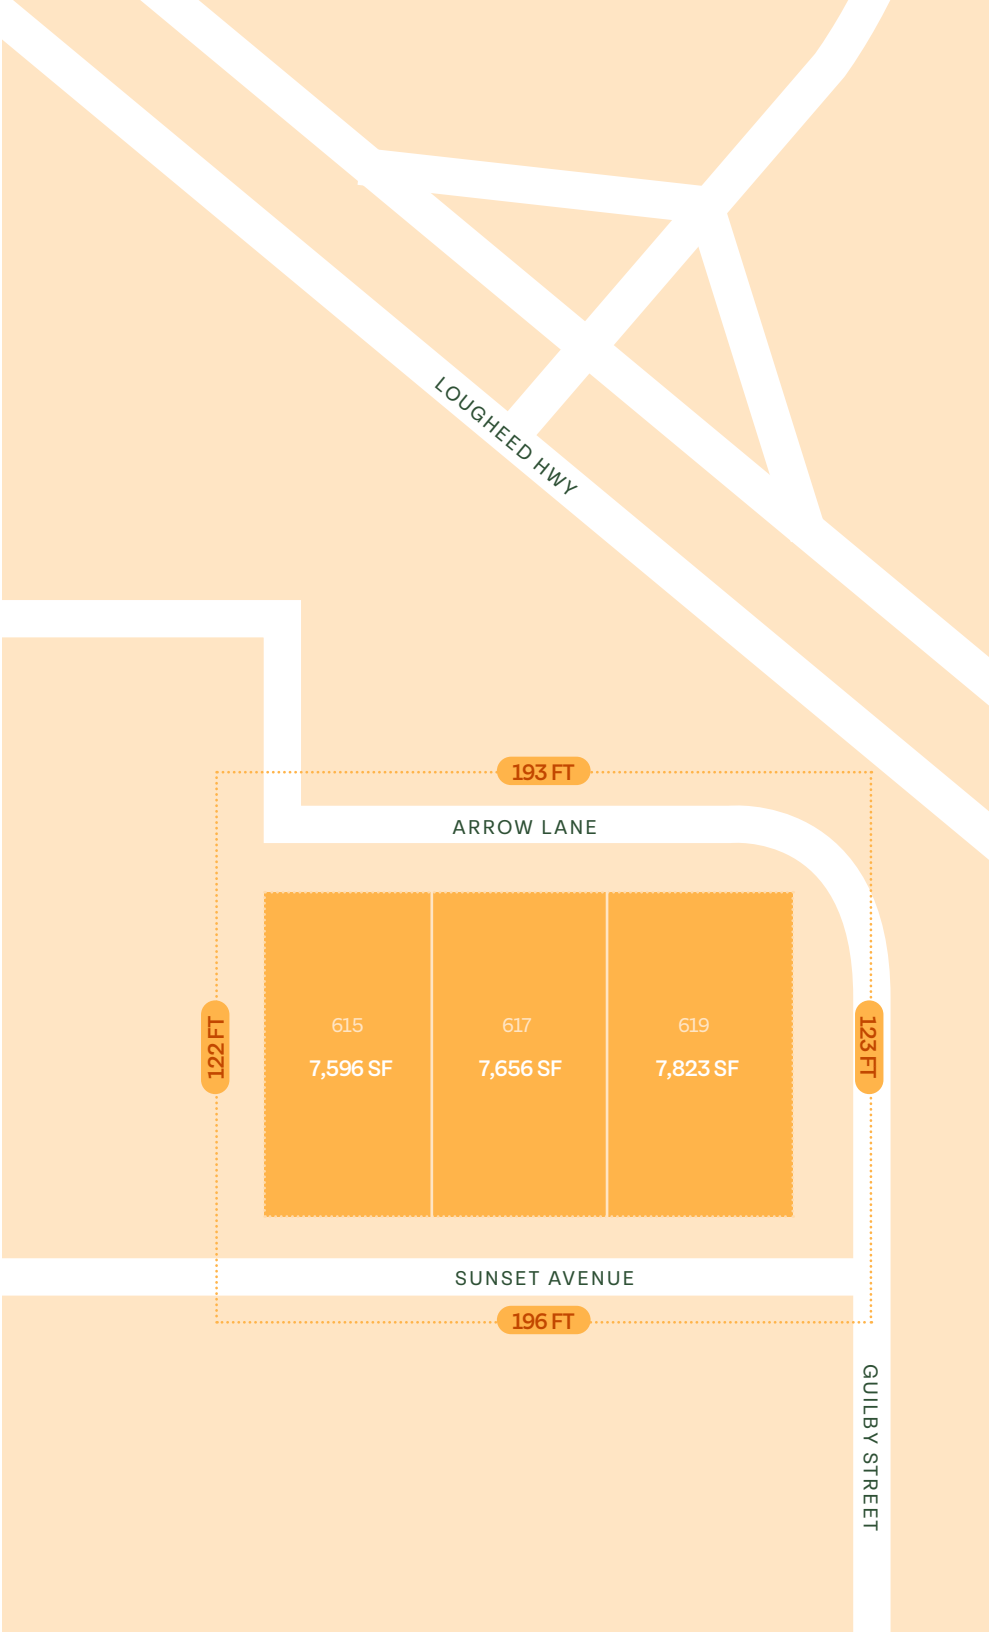 LOUGHEED HWY
193 FT
ARROW LANE
615
617
619
7,596 SF
7,656 SF
7,823 SF
122 FT
123 FT
SUNSET AVENUE
196 FT
GUILBY STREET